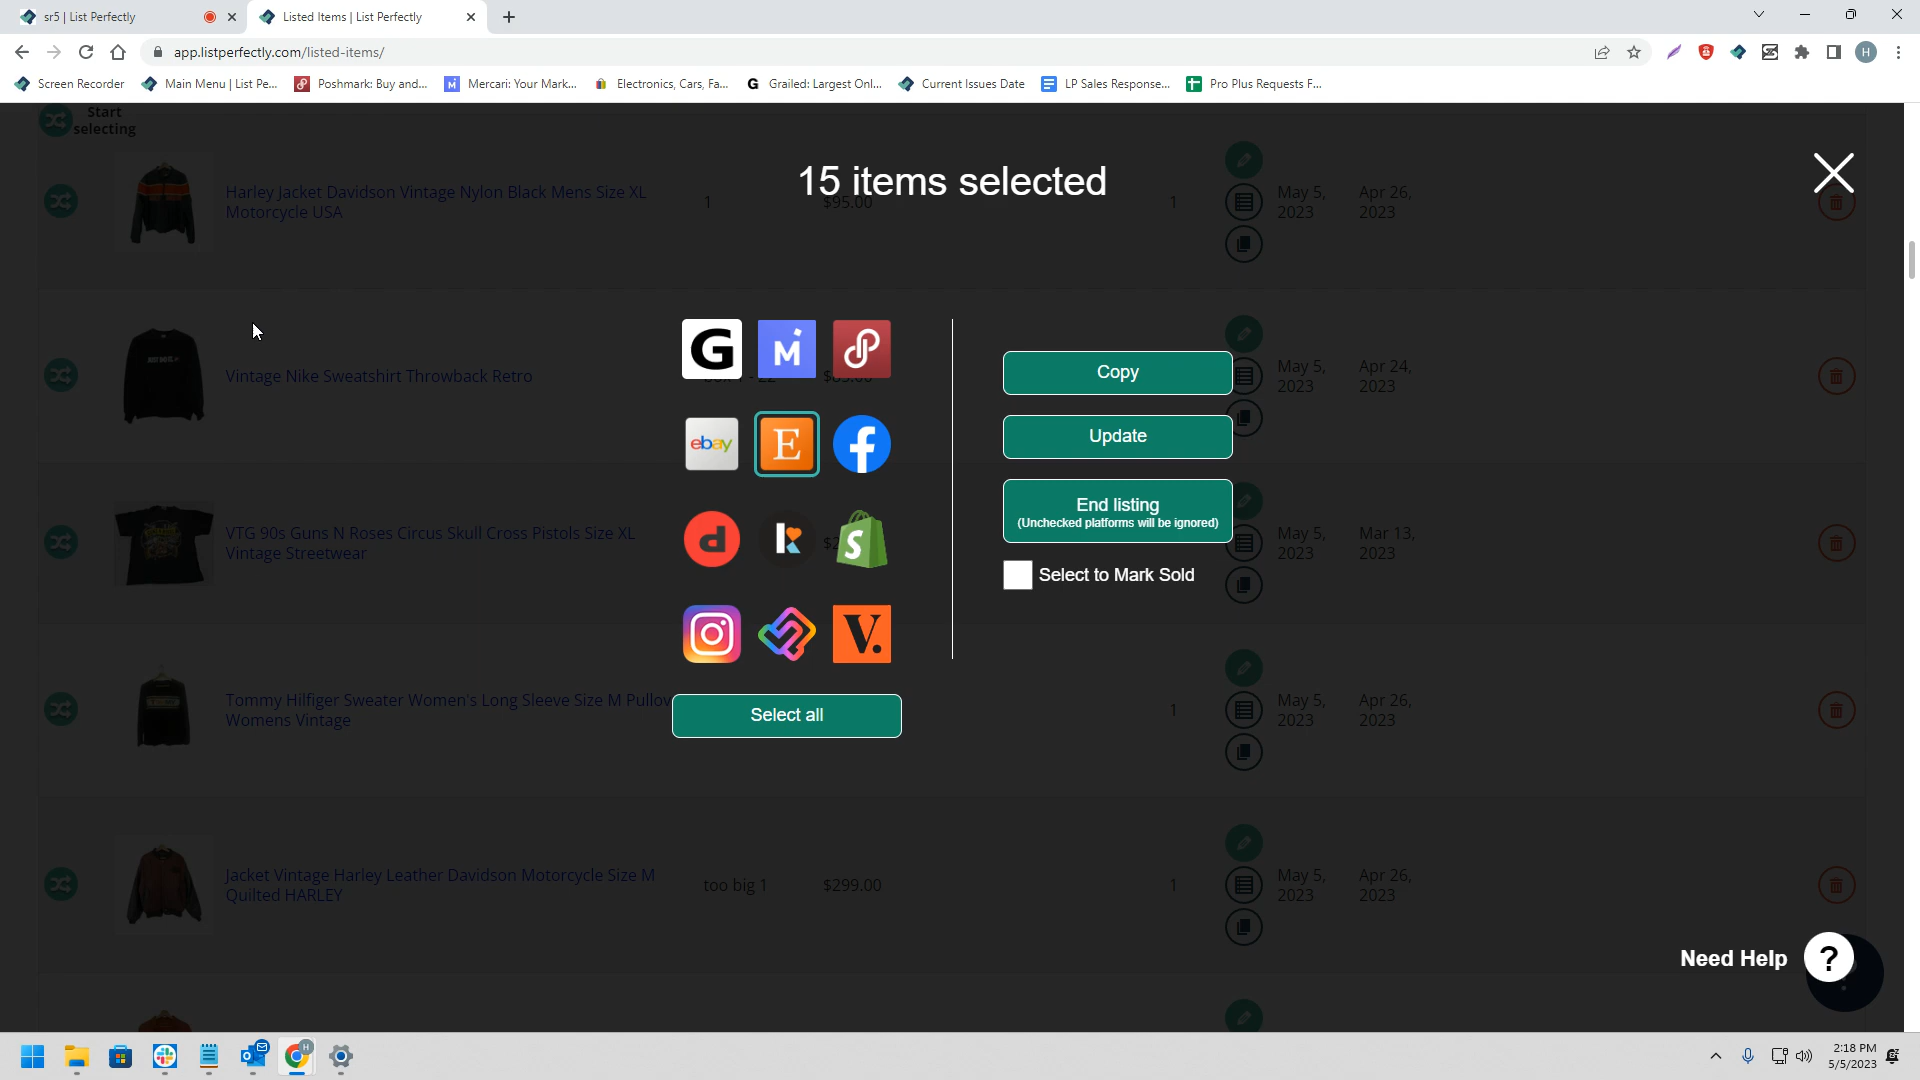 sr5 | List Perfectly
Listed Items | List Perfectly
app.listperfectly.com/listed-items/
H
Screen Recorder
Main Menu | List Pe...
Poshmark: Buy and...
Mercari: Your Mark...
Electronics, Cars, Fa...
G Grailed: Largest Onl...
Current Issues Date
LP Sales Response...
Pro Plus Requests F...
Start
selecting
15 items selected
Harley Jacket Davidson Vintage Nylon Black Mens Size XL
Motorcycle USA
1
$95.00
1
May 5,
2023
Apr 26,
2023
G
ebay
E
Copy
Update
End listing
(Unchecked platforms will be ignored)
Select to Mark Sold
Vintage Nike Sweatshirt Throwback Retro
May 5,
2023
Apr 24,
2023
VTG 90s Guns N Roses Circus Skull Cross Pistols Size XL
Vintage Streetwear
May 5,
2023
Mar 13,
2023
V.
Select all
Tommy Hilfiger Sweater Women's Long Sleeve Size M Pullov
Womens Vintage
1
May 5,
2023
Apr 26,
2023
Jacket Vintage Harley Leather Davidson Motorcycle Size M
Quilted HARLEY
too big 1
$299.00
1
May 5,
2023
Apr 26,
2023
Need Help ?
2:18 PM
5/5/2023